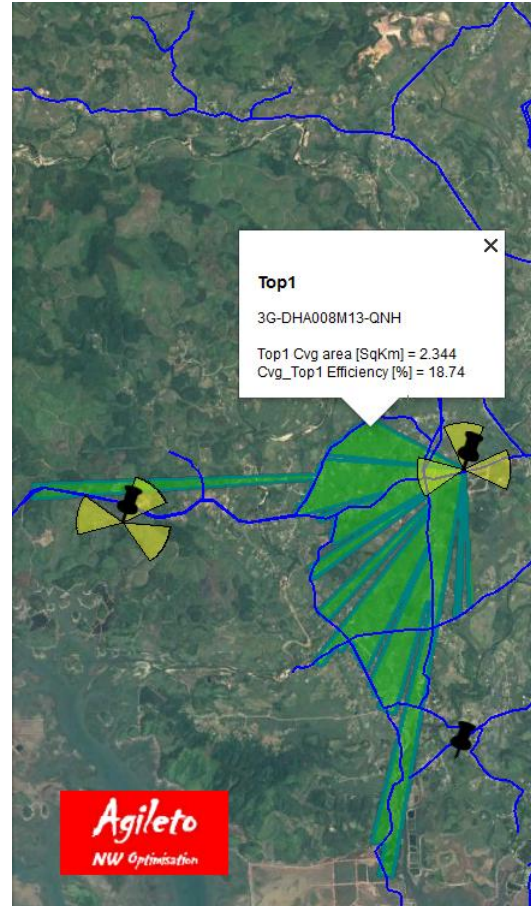 Top1
3G-DHA008M13-QNH
Top1 Cvg area [SqKm] = 2.344
Cvg_Top1 Efficiency [%] = 18.74
Agileto
NW Optimisation